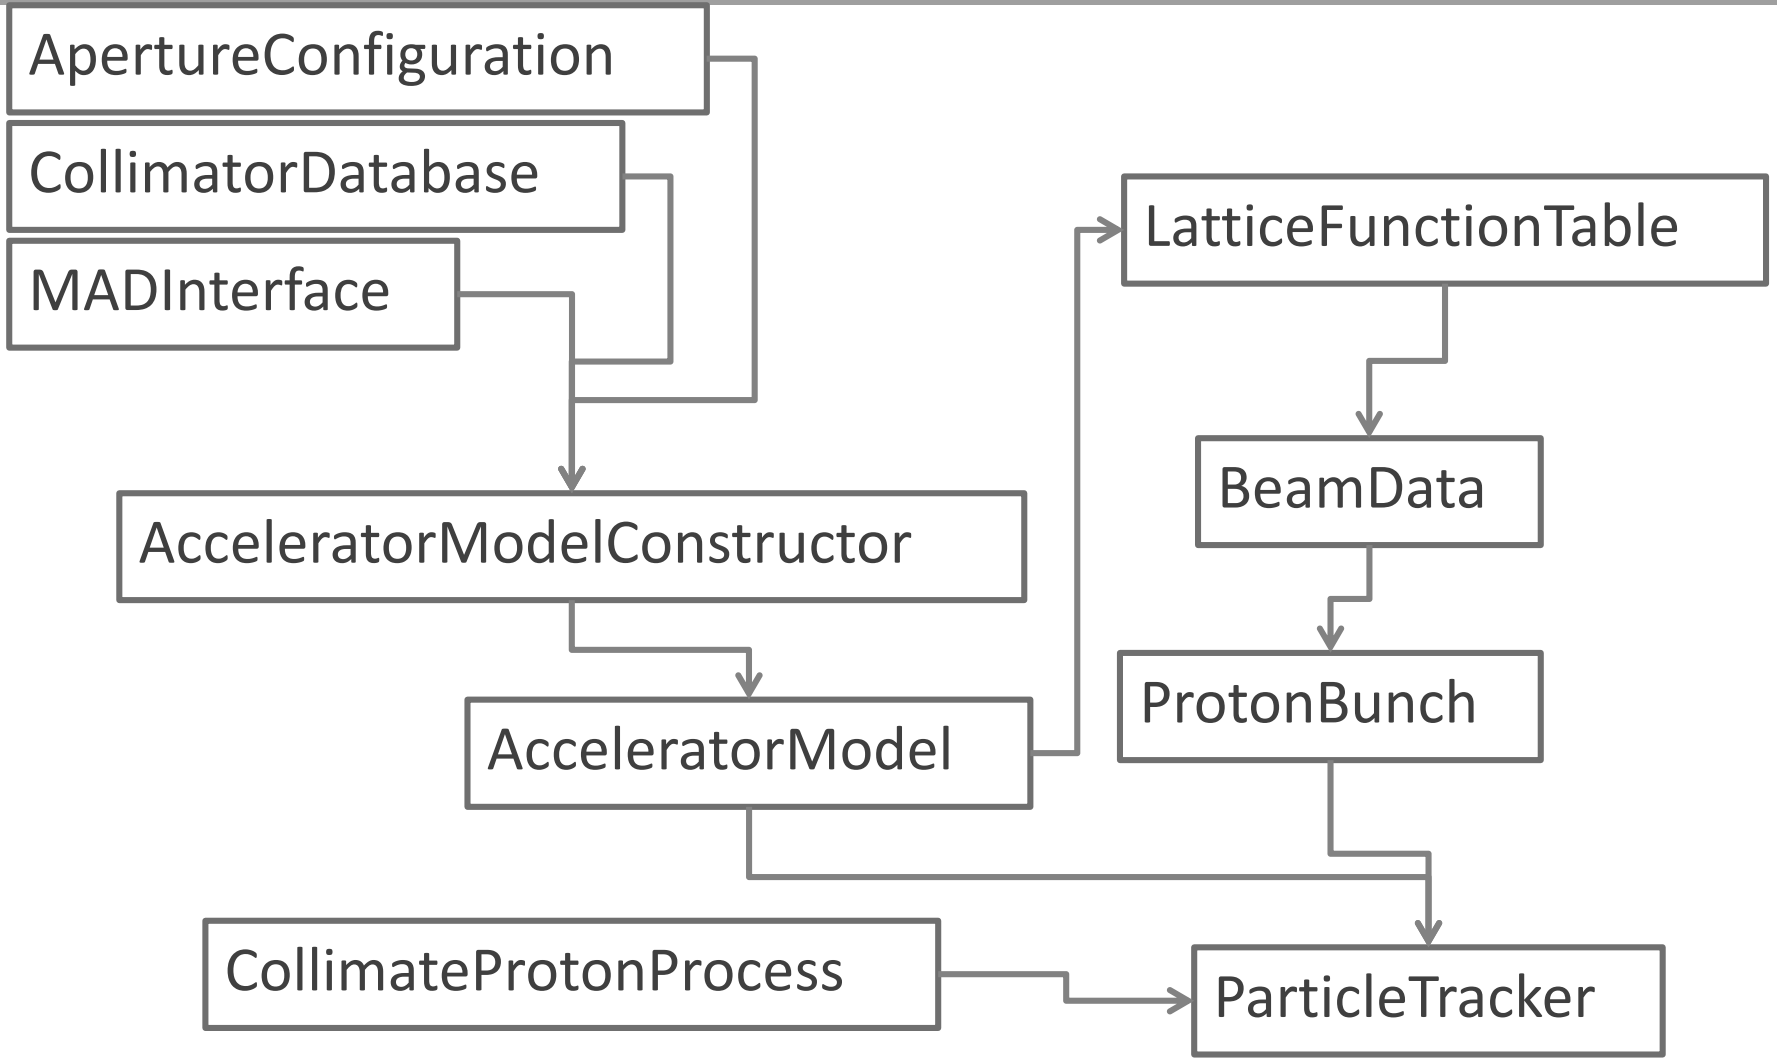 ApertureConfiguration
CollimatorDatabase
MADInterface
LatticeFunctionTable
BeamData
AcceleratorModelConstructor
ProtonBunch
AcceleratorModel
CollimateProtonProcess
ParticleTracker